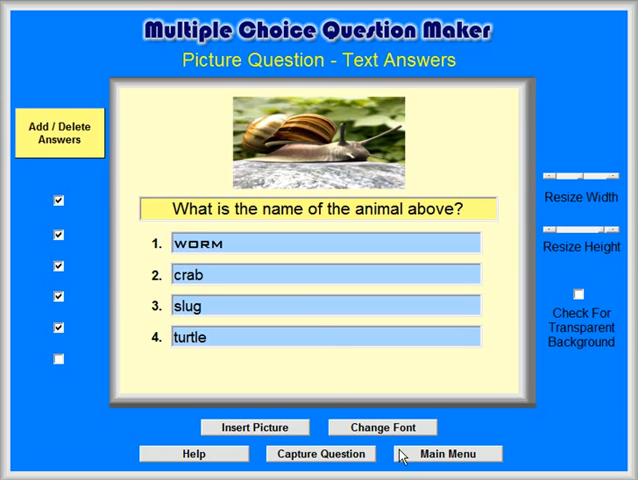 Multiple Choice Question Maker
Picture Question - Text Answers
Add / Delete
Answers
What is the name of the animal above?
1. WORM
2. crab
3. slug
4. turtle
Resize Width
Resize Height
Check For
Transparent
Background
Insert Picture
Change Font
Help
Capture Question
Main Menu